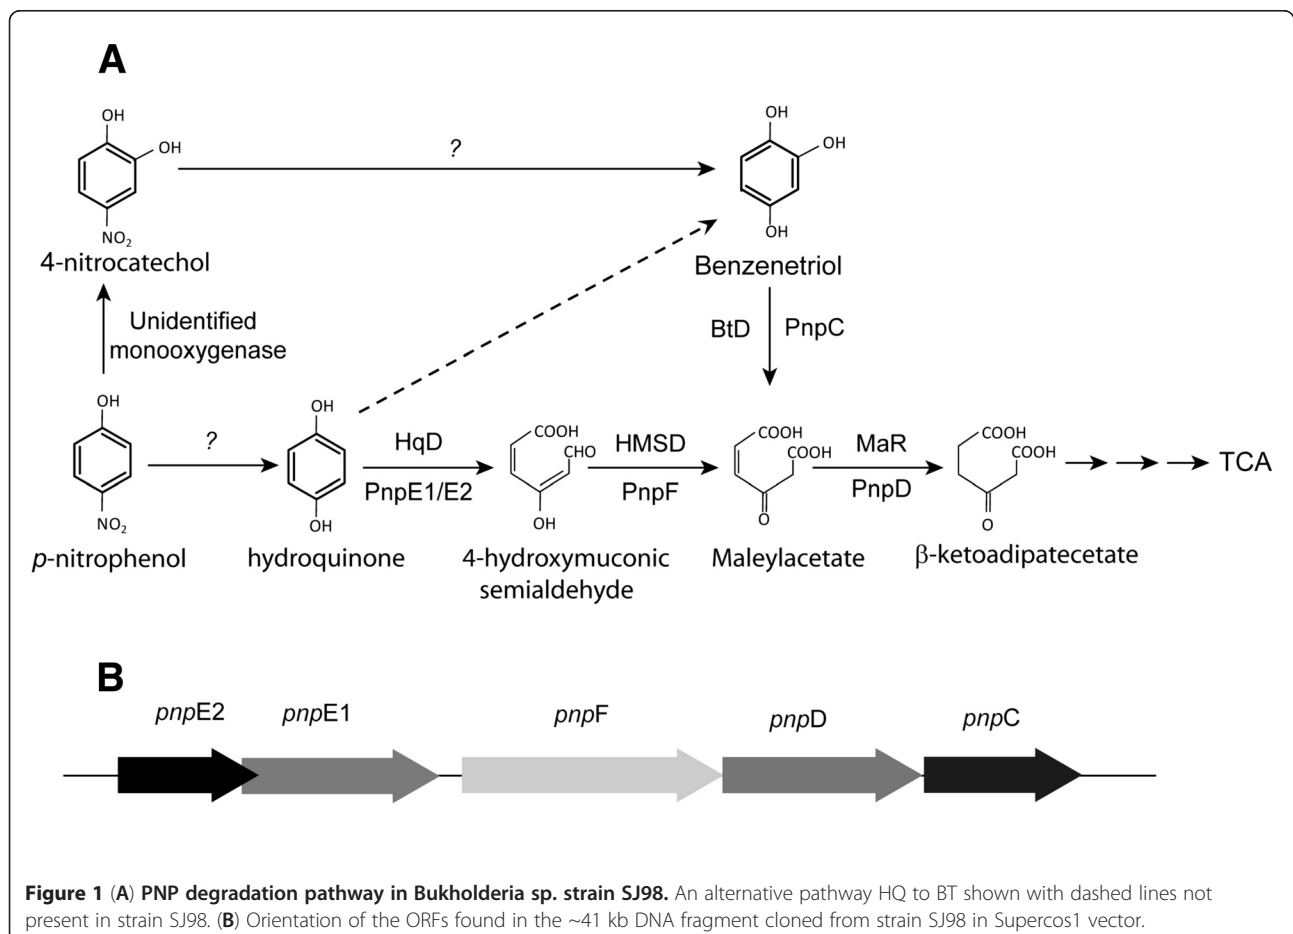 A
OH
OH
NO2
4-nitrocatechol
?
OH
OH
OH
Benzenetriol
Unidentified
monooxygenase
BtD PnpC
OH
NO2
p-nitrophenol
?
OH
OH
hydroquinone
HqD
PnpE1/E2
COOH
CHO
OH
4-hydroxymuconic
semialdehyde
HMSD
PnpF
COOH
COOH
O
Maleylacetate
MaR
PnpD
COOH
COOH
O
β-ketoadipatecetate
TCA
B
pnpE2 pnpE1 pnpF pnpD pnpC
Figure 1 (A) PNP degradation pathway in Bukholderia sp. strain SJ98. An alternative pathway HQ to BT shown with dashed lines not
present in strain SJ98. (B) Orientation of the ORFs found in the ~41 kb DNA fragment cloned from strain SJ98 in Supercos1 vector.